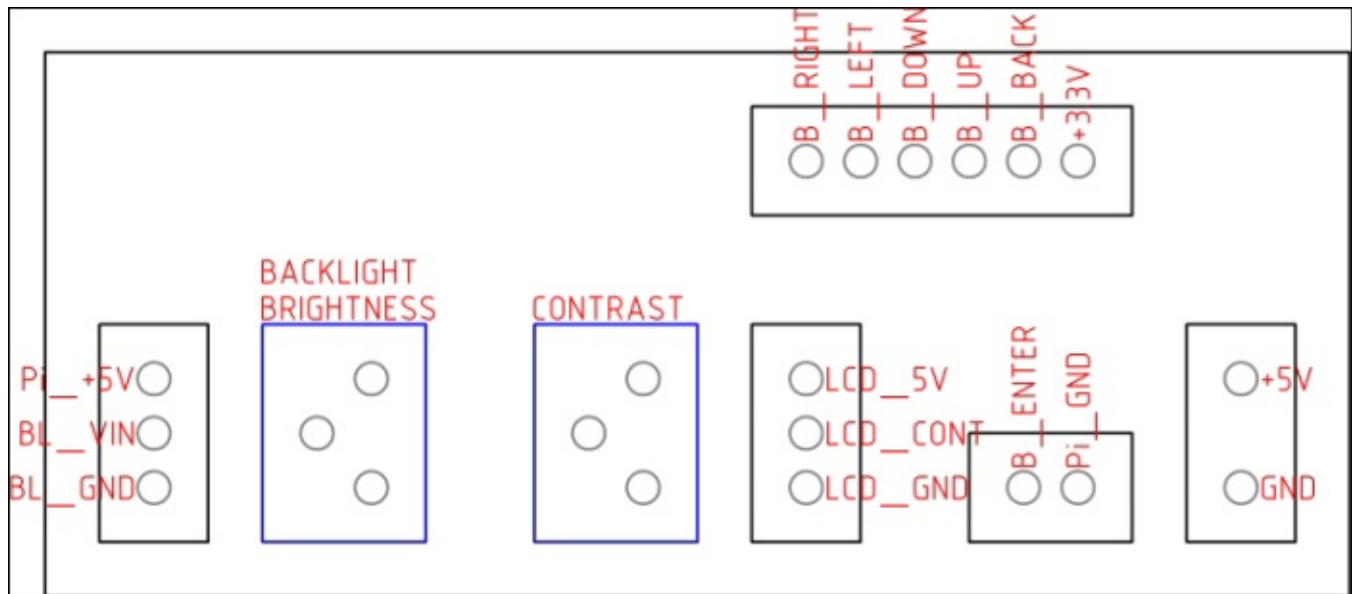 B_RIGHT
B_LEFT
B_DOWN
B_UP
B_BACK
+3.3V
BACKLIGHT
BRIGHTNESS
CONTRAST
Pi_+5V
BL_VIN
BL_GND
LCD_5V
LCD_CONT
LCD_GND
B_ENTER
Pi_GND
+5V
GND